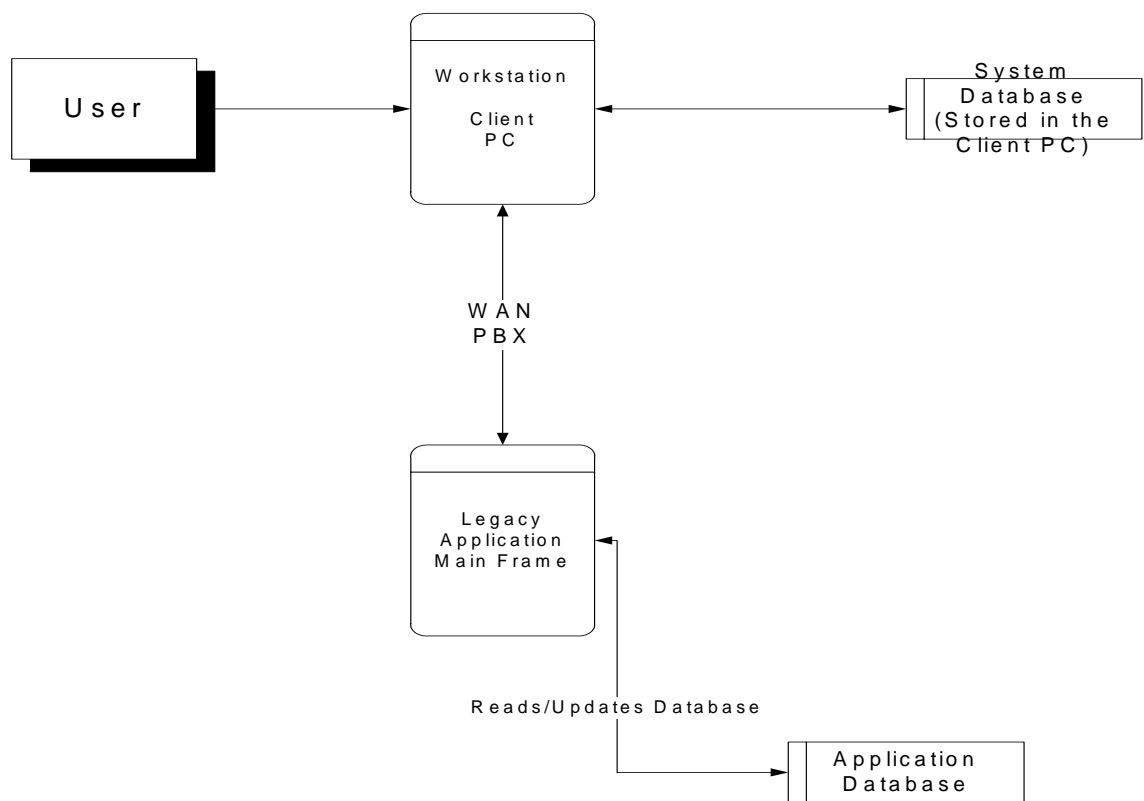 User
Workstation
Client
PC
System
Database
(Stored in the
Client PC)
WAN
PBX
Legacy
Application
Main Frame
Reads/Updates Database
Application
Database